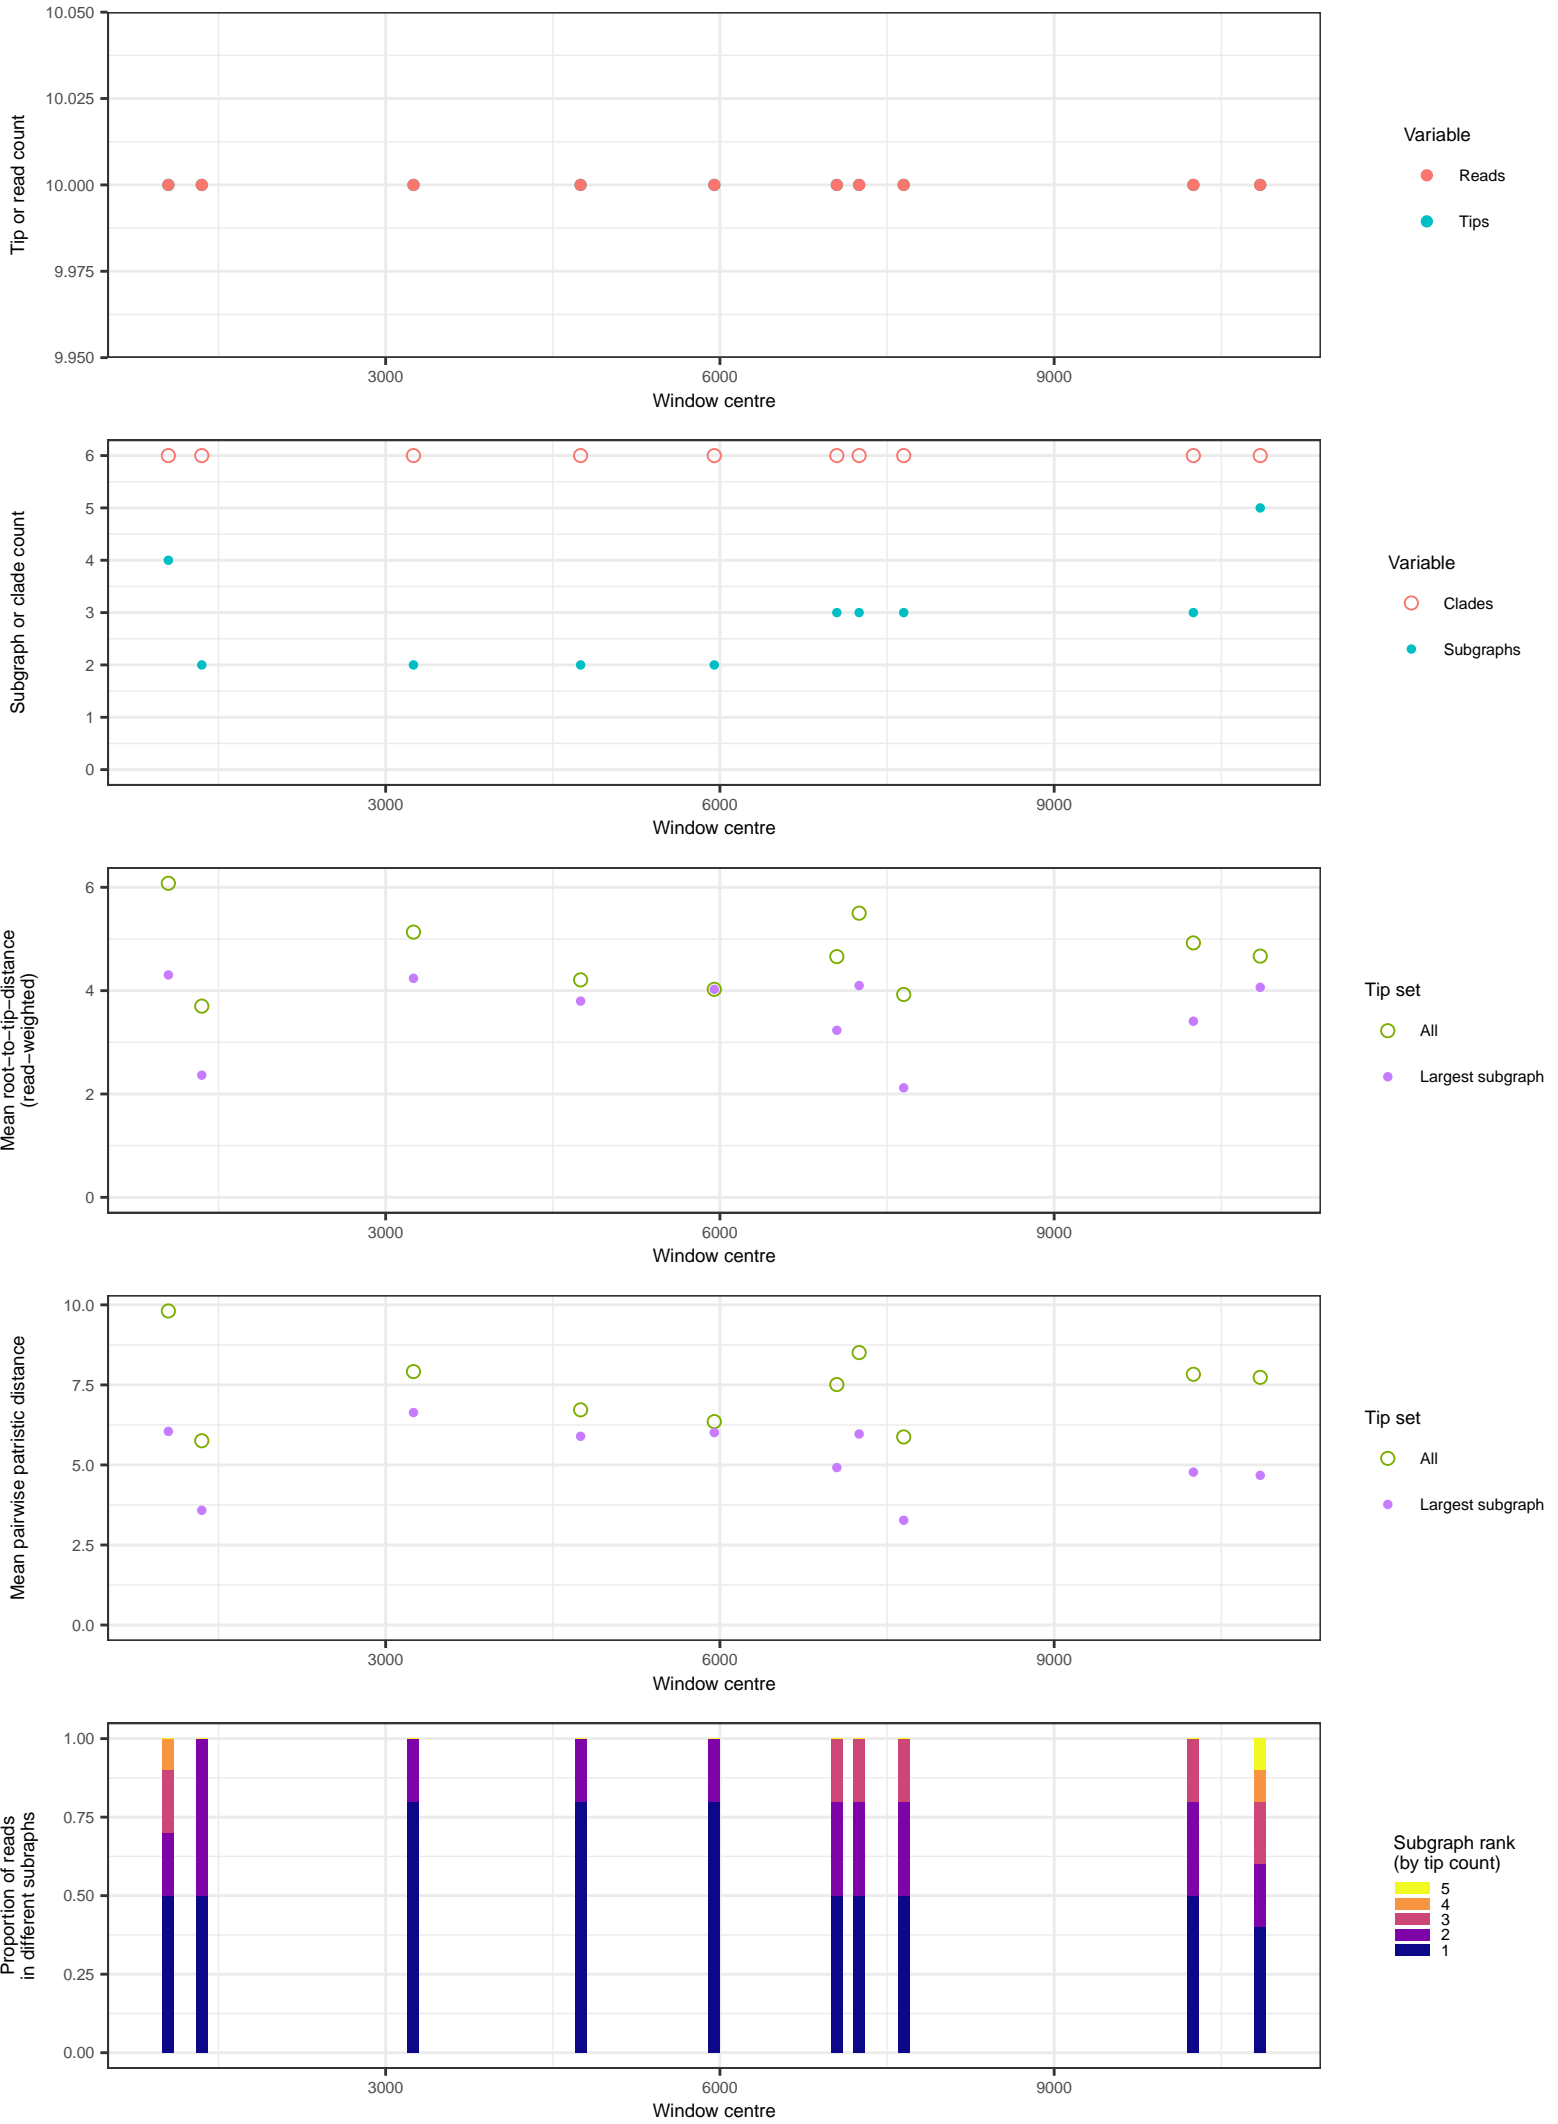 10.050
10.025
10.000
9.975
9.950
Tip or read count
3000 6000 9000
Window centre
Variable
Reads
Tips
6
5
4
3
2
1
0
Subgraph or clade count
3000 6000 9000
Window centre
Variable
Clades
Subgraphs
6
4
2
0
Mean root−to−tip−distance
(read−weighted)
3000 6000 9000
Window centre
Tip set
All
Largest subgraph
10.0
7.5
5.0
2.5
0.0
Mean pairwise patristic distance
3000 6000 9000
Window centre
Tip set
All
Largest subgraph
1.00
0.75
0.50
0.25
0.00
Proportion of reads
in different subraphs
3000 6000 9000
Window centre
Subgraph rank
(by tip count)
5
4
3
2
1